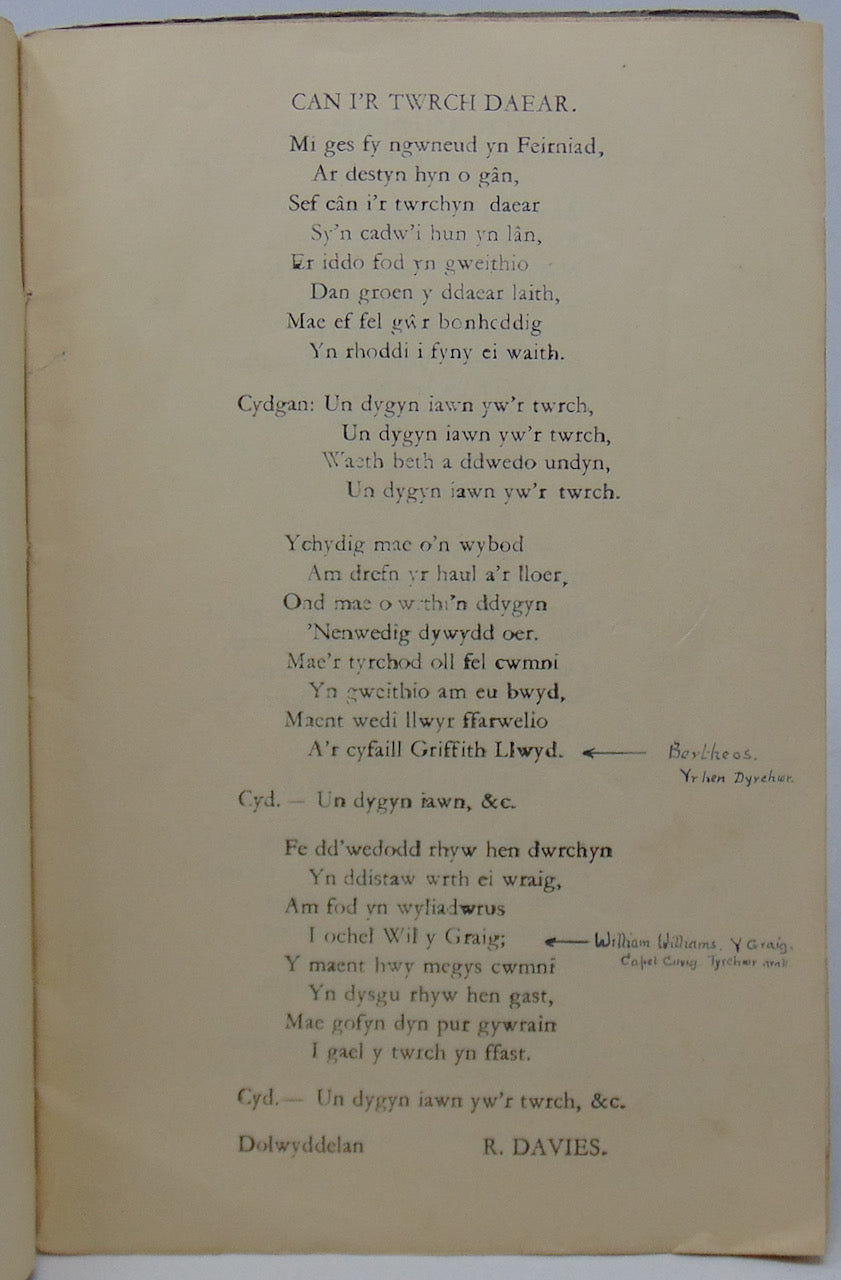 CAN I'R TWRCH DAEAR.
Mi ges fy ngwneud yn Feirniad,
Ar destyn hyn o gân,
Sef cân i'r twrchyn daear
Sy'n cadw'i hun yn lân,
Er iddo fod yn gweithio
Dan groen y ddaear laith,
Mae ef fel gŵr bonheddig
Yn rhoddi i fyny ei waith.
Cydgan: Un dygyn iawn yw'r twrch,
Un dygyn iawn yw'r twrch,
Waeth beth a ddwedo undyn,
Un dygyn iawn yw'r twrch.
Ychydig mae o'n wybod
Am drefn yr haul a'r lloer,
Ond mae o wrthi'n ddygyn
'Nenwedig dywydd oer.
Mae'r tyrchod oll fel cwmni
Yn gweithio am eu bwyd,
Maent wedi llwyr ffarwelio
A'r cyfaill Griffith Llwyd. ← Bertheos.
Yr hen Dyrchwr.
Cyd. — Un dygyn iawn, &c.
Fe dd'wedodd rhyw hen dwrchyn
Yn ddistaw wrth ei wraig,
Am fod yn wyliadwrus
I ochel Wil y Graig; ← William Williams. Y Graig.
Capel Curig. Tyrchwr arall
Y maent hwy megys cwmni
Yn dysgu rhyw hen gast,
Mae gofyn dyn pur gywrain
I gael y twrch yn ffast.
Cyd.— Un dygyn iawn yw'r twrch, &c.
Dolwyddelan R. DAVIES.